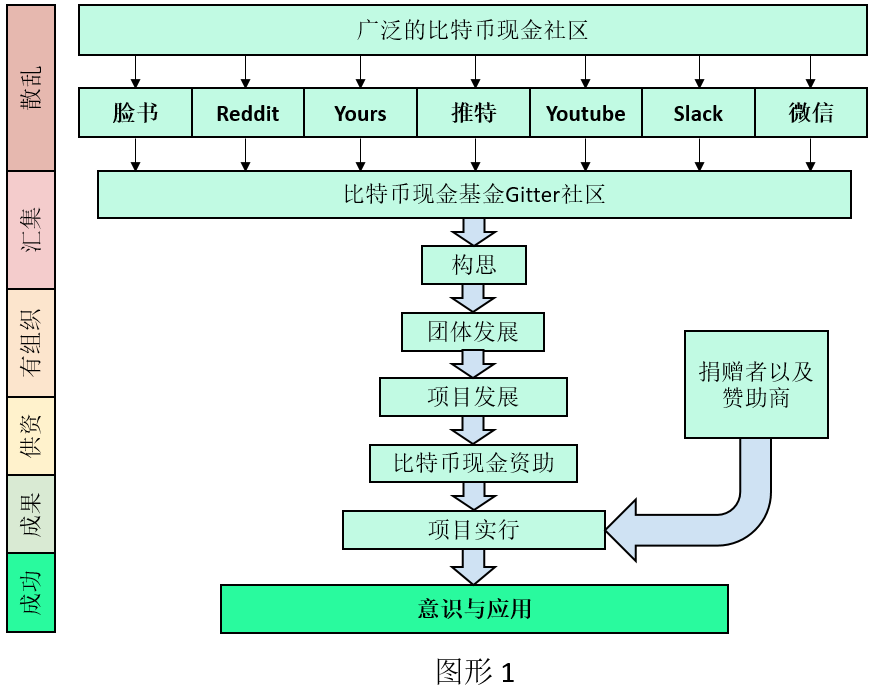 散乱
广泛的比特币现金社区
脸书
Reddit
Yours
推特
Youtube
Slack
微信
汇集
比特币现金基金Gitter社区
构思
有组织
团体发展
捐赠者以及
赞助商
项目发展
供资
比特币现金资助
成果
项目实行
成功
意识与应用
图形 1